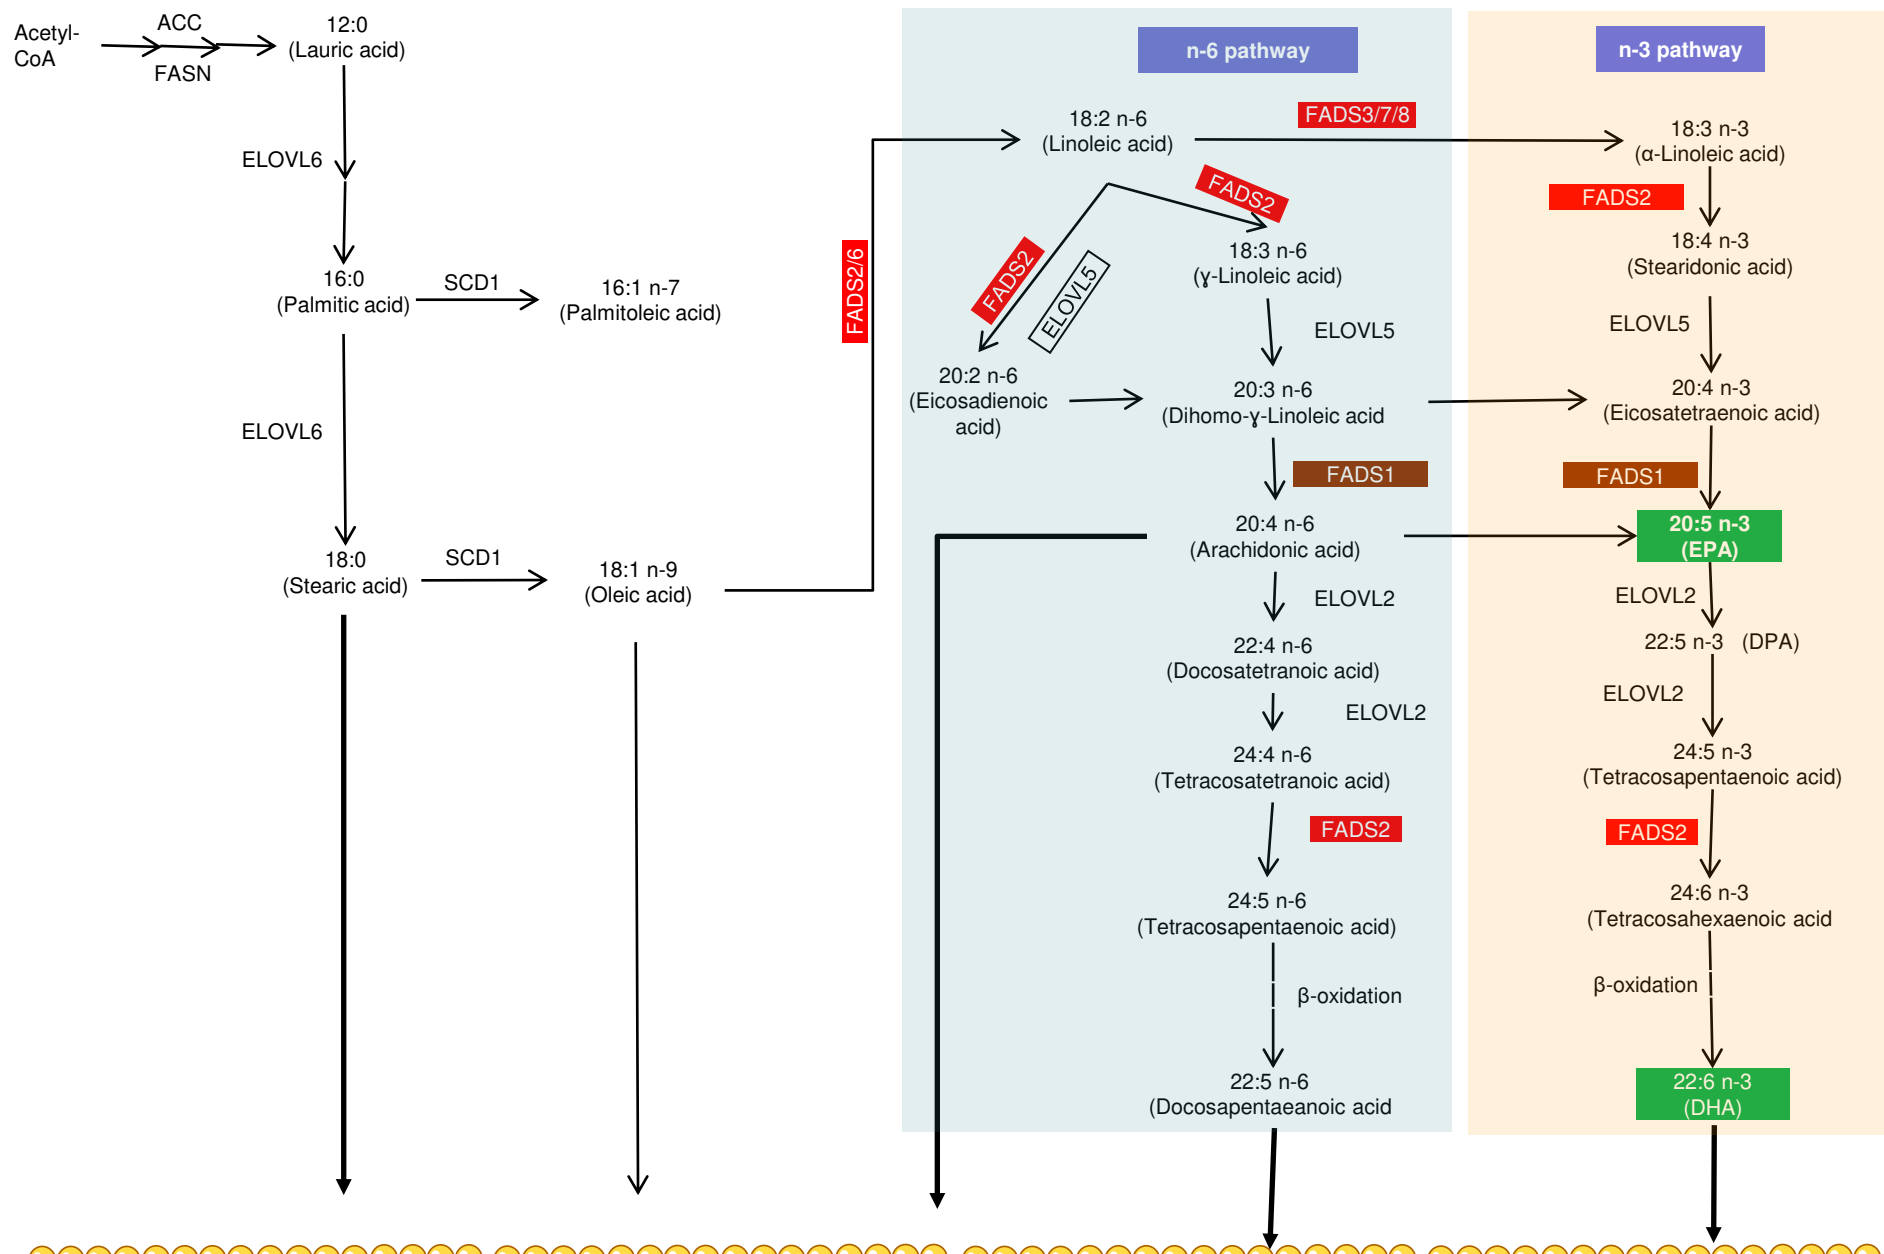 Acetyl-
CoA
ACC
FASN
12:0
(Lauric acid)
ELOVL6
16:0
(Palmitic acid)
SCD1
16:1 n-7
(Palmitoleic acid)
ELOVL6
18:0
(Stearic acid)
SCD1
18:1 n-9
(Oleic acid)
FADS2/6
n-6 pathway
18:2 n-6
(Linoleic acid)
FADS3/7/8
FADS2
FADS2
ELOVL5
18:3 n-6
(ɣ-Linoleic acid)
ELOVL5
20:2 n-6
(Eicosadienoic
acid)
20:3 n-6
(Dihomo-ɣ-Linoleic acid
FADS1
20:4 n-6
(Arachidonic acid)
ELOVL2
22:4 n-6
(Docosatetranoic acid)
ELOVL2
24:4 n-6
(Tetracosatetranoic acid)
FADS2
24:5 n-6
(Tetracosapentaenoic acid)
β-oxidation
22:5 n-6
(Docosapentaeanoic acid
n-3 pathway
18:3 n-3
(α-Linoleic acid)
FADS2
18:4 n-3
(Stearidonic acid)
ELOVL5
20:4 n-3
(Eicosatetraenoic acid)
FADS1
20:5 n-3
(EPA)
ELOVL2
22:5 n-3 (DPA)
ELOVL2
24:5 n-3
(Tetracosapentaenoic acid)
FADS2
24:6 n-3
(Tetracosahexaenoic acid
β-oxidation
22:6 n-3
(DHA)